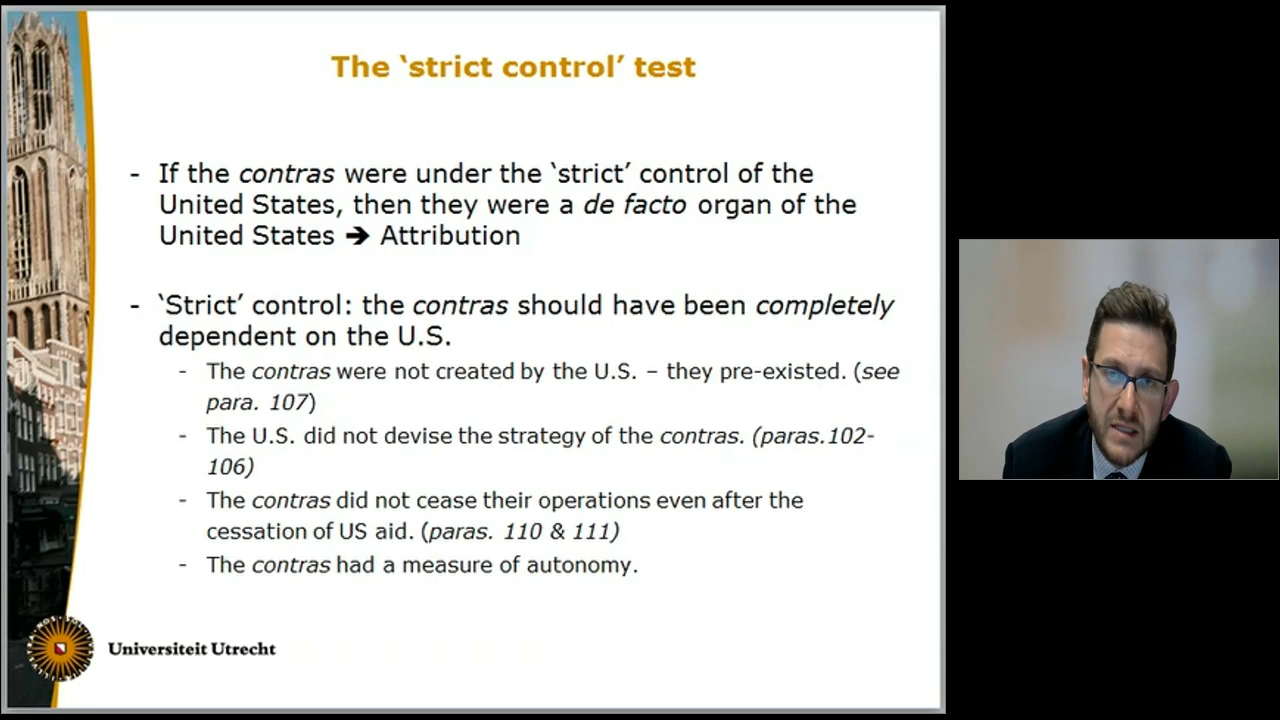 The ‘strict control’ test
- If the contras were under the ‘strict’ control of the
United States, then they were a de facto organ of the
United States ➔ Attribution
- ‘Strict’ control: the contras should have been completely
dependent on the U.S.
- The contras were not created by the U.S. – they pre-existed. (see
para. 107)
- The U.S. did not devise the strategy of the contras. (paras.102-
106)
- The contras did not cease their operations even after the
cessation of US aid. (paras. 110 & 111)
- The contras had a measure of autonomy.
Universiteit Utrecht